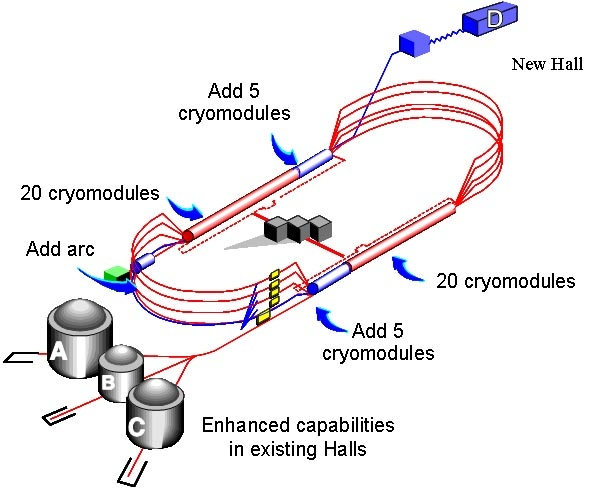 D
New Hall
Add 5
cryomodules
20 cryomodules
Add arc
20 cryomodules
Add 5
cryomodules
A
B
C
Enhanced capabilities
in existing Halls